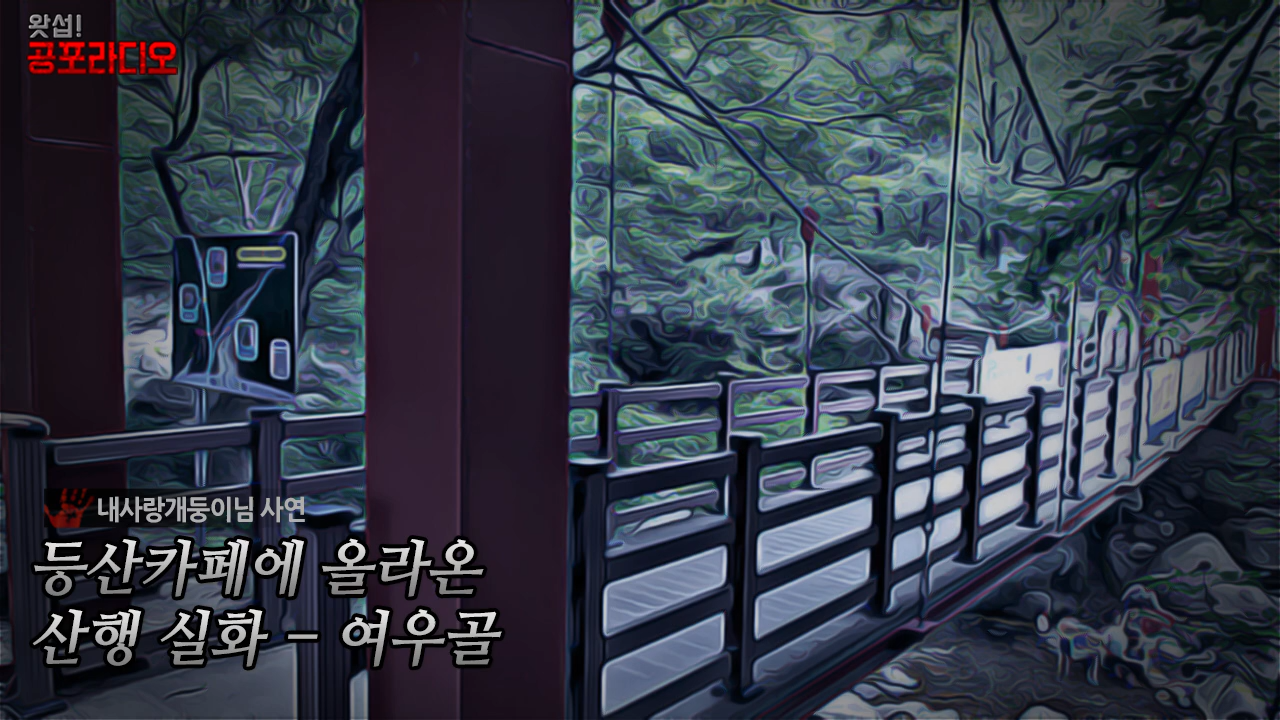 왓섭!
공포라디오
내사랑개둥이님 사연
등산카페에 올라온
산행 실화 - 여우골